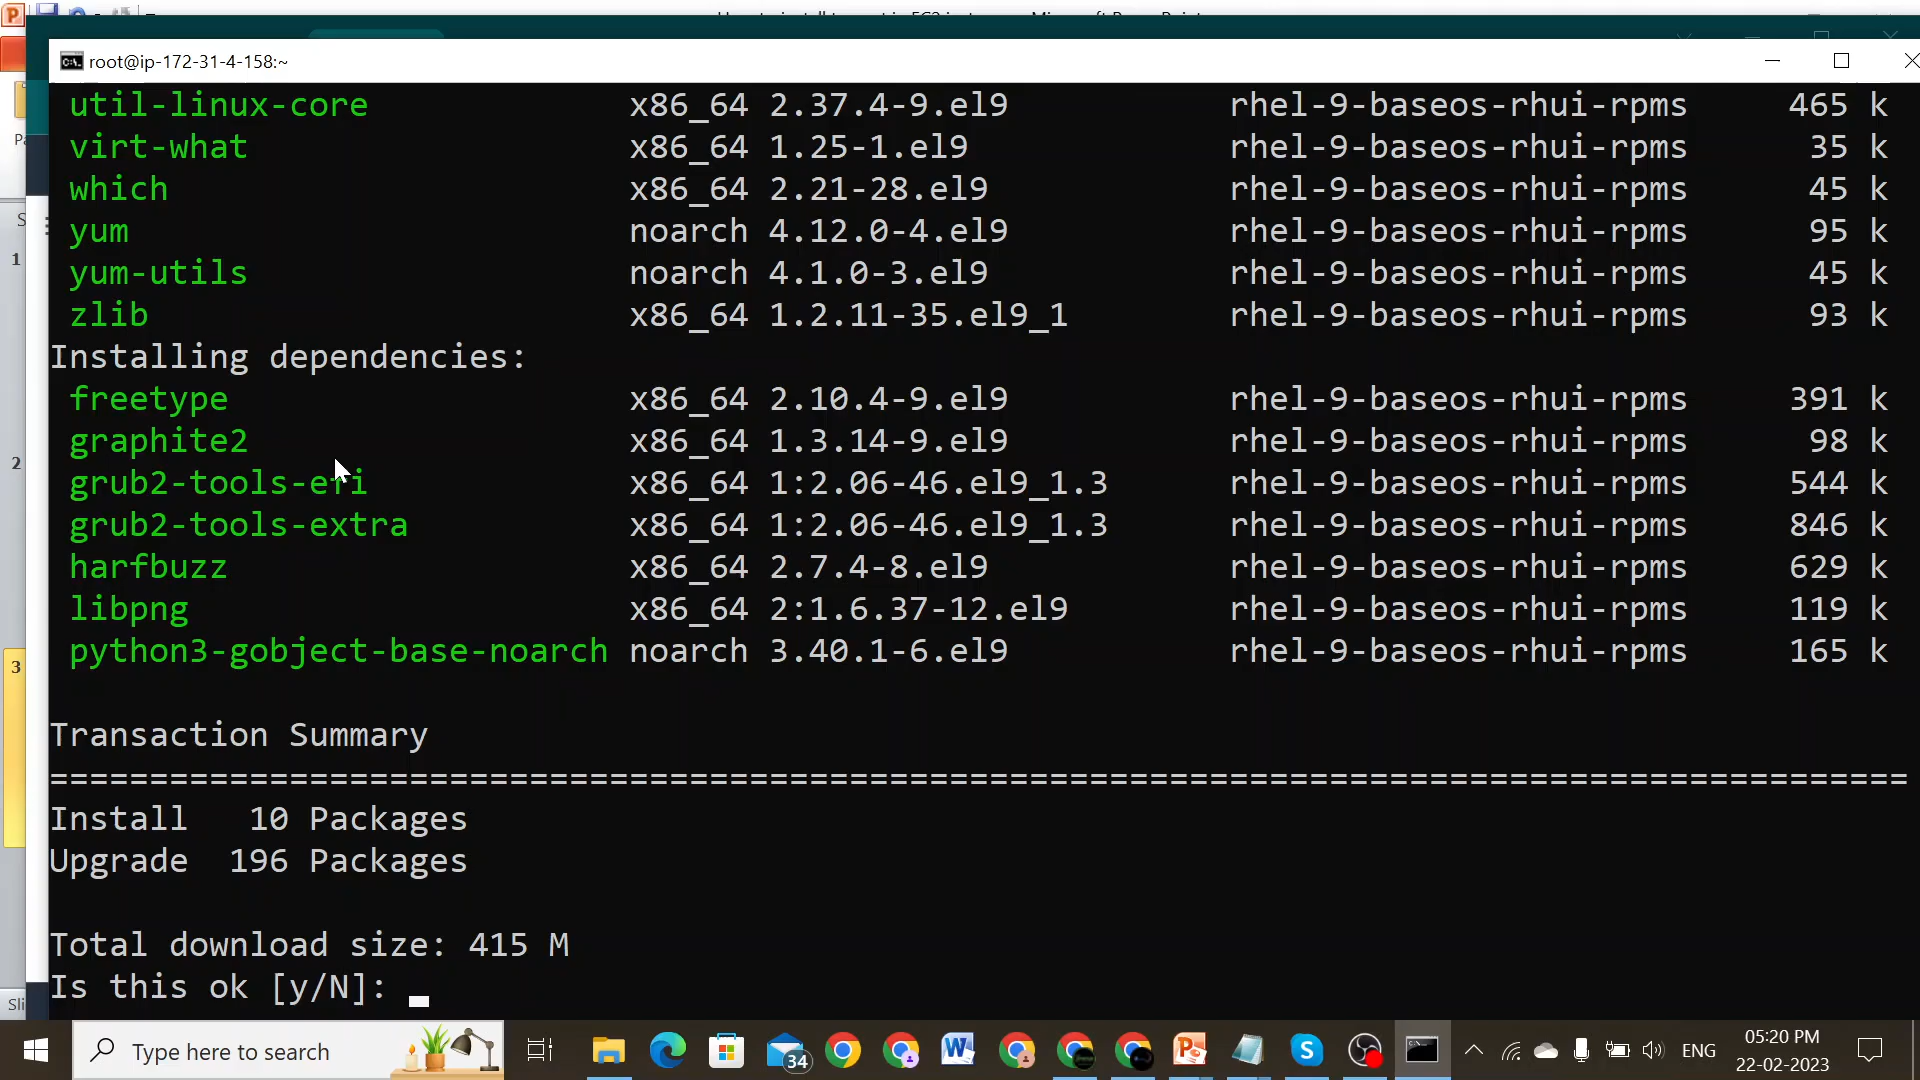 root@ip-172-31-4-158:~
util-linux-core x86_64 2.37.4-9.el9 rhel-9-baseos-rhui-rpms 465 k
virt-what x86_64 1.25-1.el9 rhel-9-baseos-rhui-rpms 35 k
which x86_64 2.21-28.el9 rhel-9-baseos-rhui-rpms 45 k
yum noarch 4.12.0-4.el9 rhel-9-baseos-rhui-rpms 95 k
yum-utils noarch 4.1.0-3.el9 rhel-9-baseos-rhui-rpms 45 k
zlib x86_64 1.2.11-35.el9_1 rhel-9-baseos-rhui-rpms 93 k
Installing dependencies:
freetype x86_64 2.10.4-9.el9 rhel-9-baseos-rhui-rpms 391 k
graphite2 x86_64 1.3.14-9.el9 rhel-9-baseos-rhui-rpms 98 k
grub2-tools-efi x86_64 1:2.06-46.el9_1.3 rhel-9-baseos-rhui-rpms 544 k
grub2-tools-extra x86_64 1:2.06-46.el9_1.3 rhel-9-baseos-rhui-rpms 846 k
harfbuzz x86_64 2.7.4-8.el9 rhel-9-baseos-rhui-rpms 629 k
libpng x86_64 2:1.6.37-12.el9 rhel-9-baseos-rhui-rpms 119 k
python3-gobject-base-noarch noarch 3.40.1-6.el9 rhel-9-baseos-rhui-rpms 165 k
Transaction Summary
=============================================================================================
Install 10 Packages
Upgrade 196 Packages
Total download size: 415 M
Is this ok [y/N]:
1
2
3
Type here to search
34
ENG
05:20 PM
22-02-2023